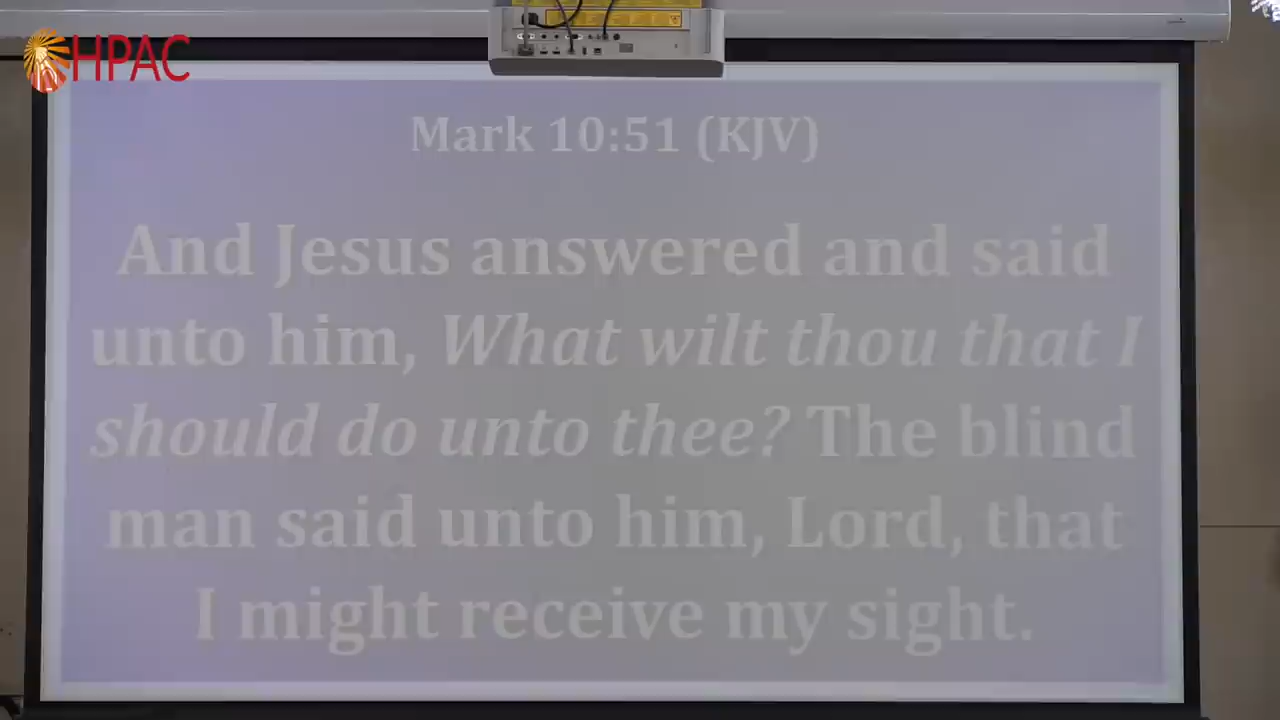 HPAC
Mark 10:51 (KJV)
And Jesus answered and said
unto him, What wilt thou that I
should do unto thee? The blind
man said unto him, Lord, that
I might receive my sight.